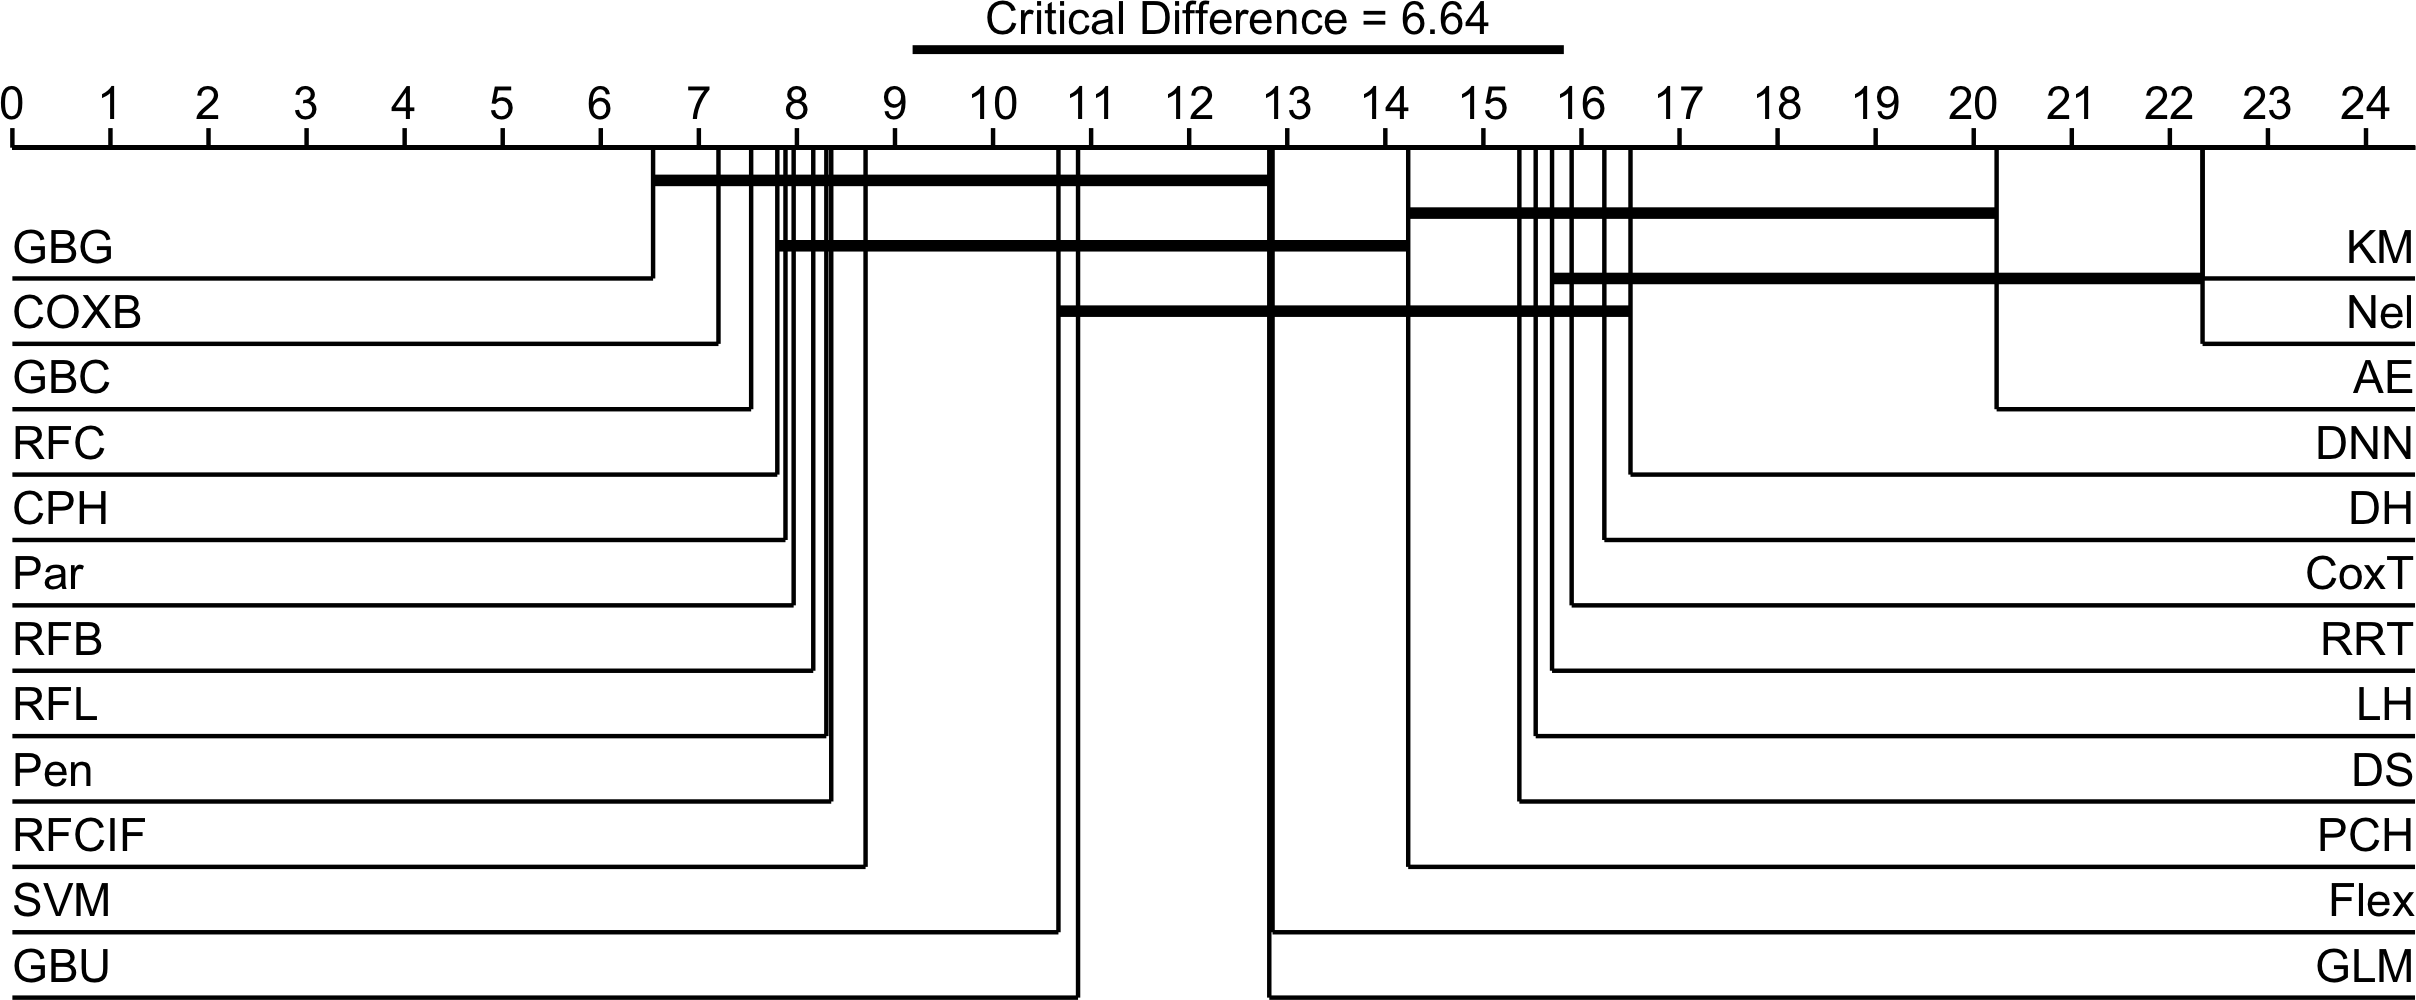 Critical Difference = 6.64
0 1 2 3 4 5 6 7 8 9 10 11 12 13 14 15 16 17 18 19 20 21 22 23 24
GBG KM
COXB Nel
GBC AE
RFC DNN
CPH DH
Par CoxT
RFB RRT
RFL LH
Pen DS
RFCIF PCH
SVM Flex
GBU GLM